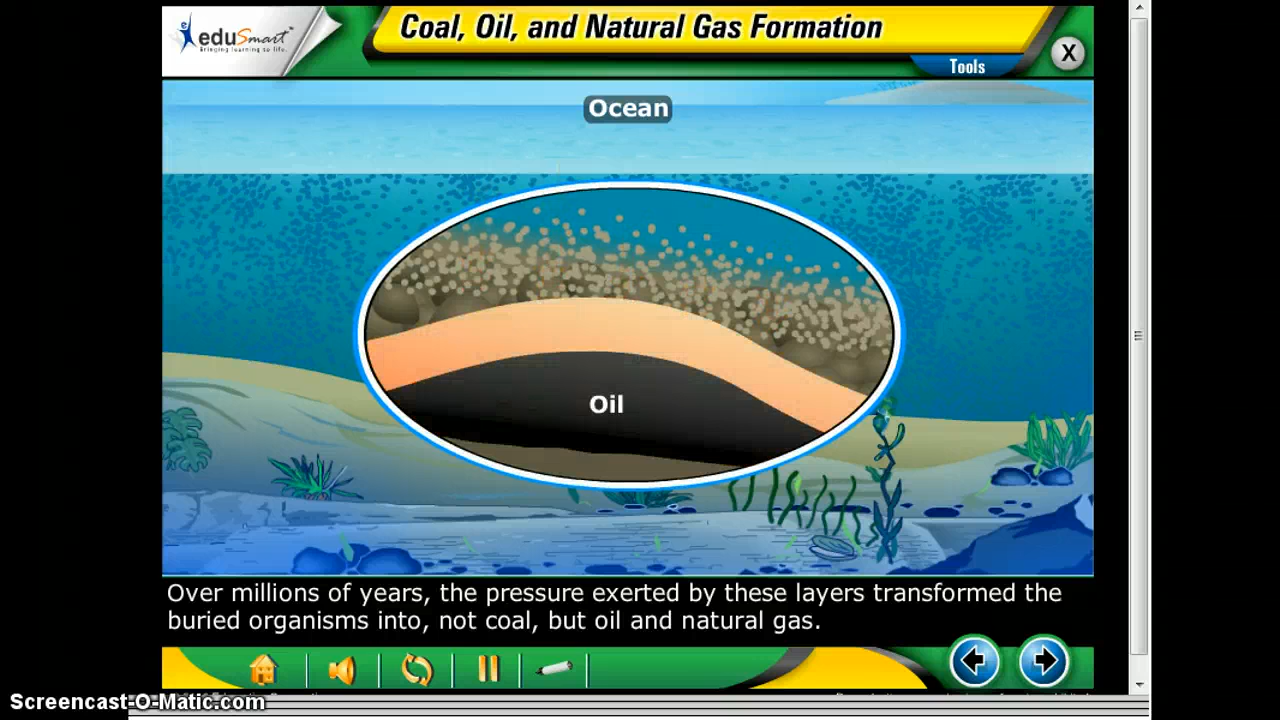 eduSmart
Bringing learning to life.
Coal, Oil, and Natural Gas Formation
X
Tools
Ocean
Oil
Over millions of years, the pressure exerted by these layers transformed the
buried organisms into, not coal, but oil and natural gas.
Screencast-O-Matic.com